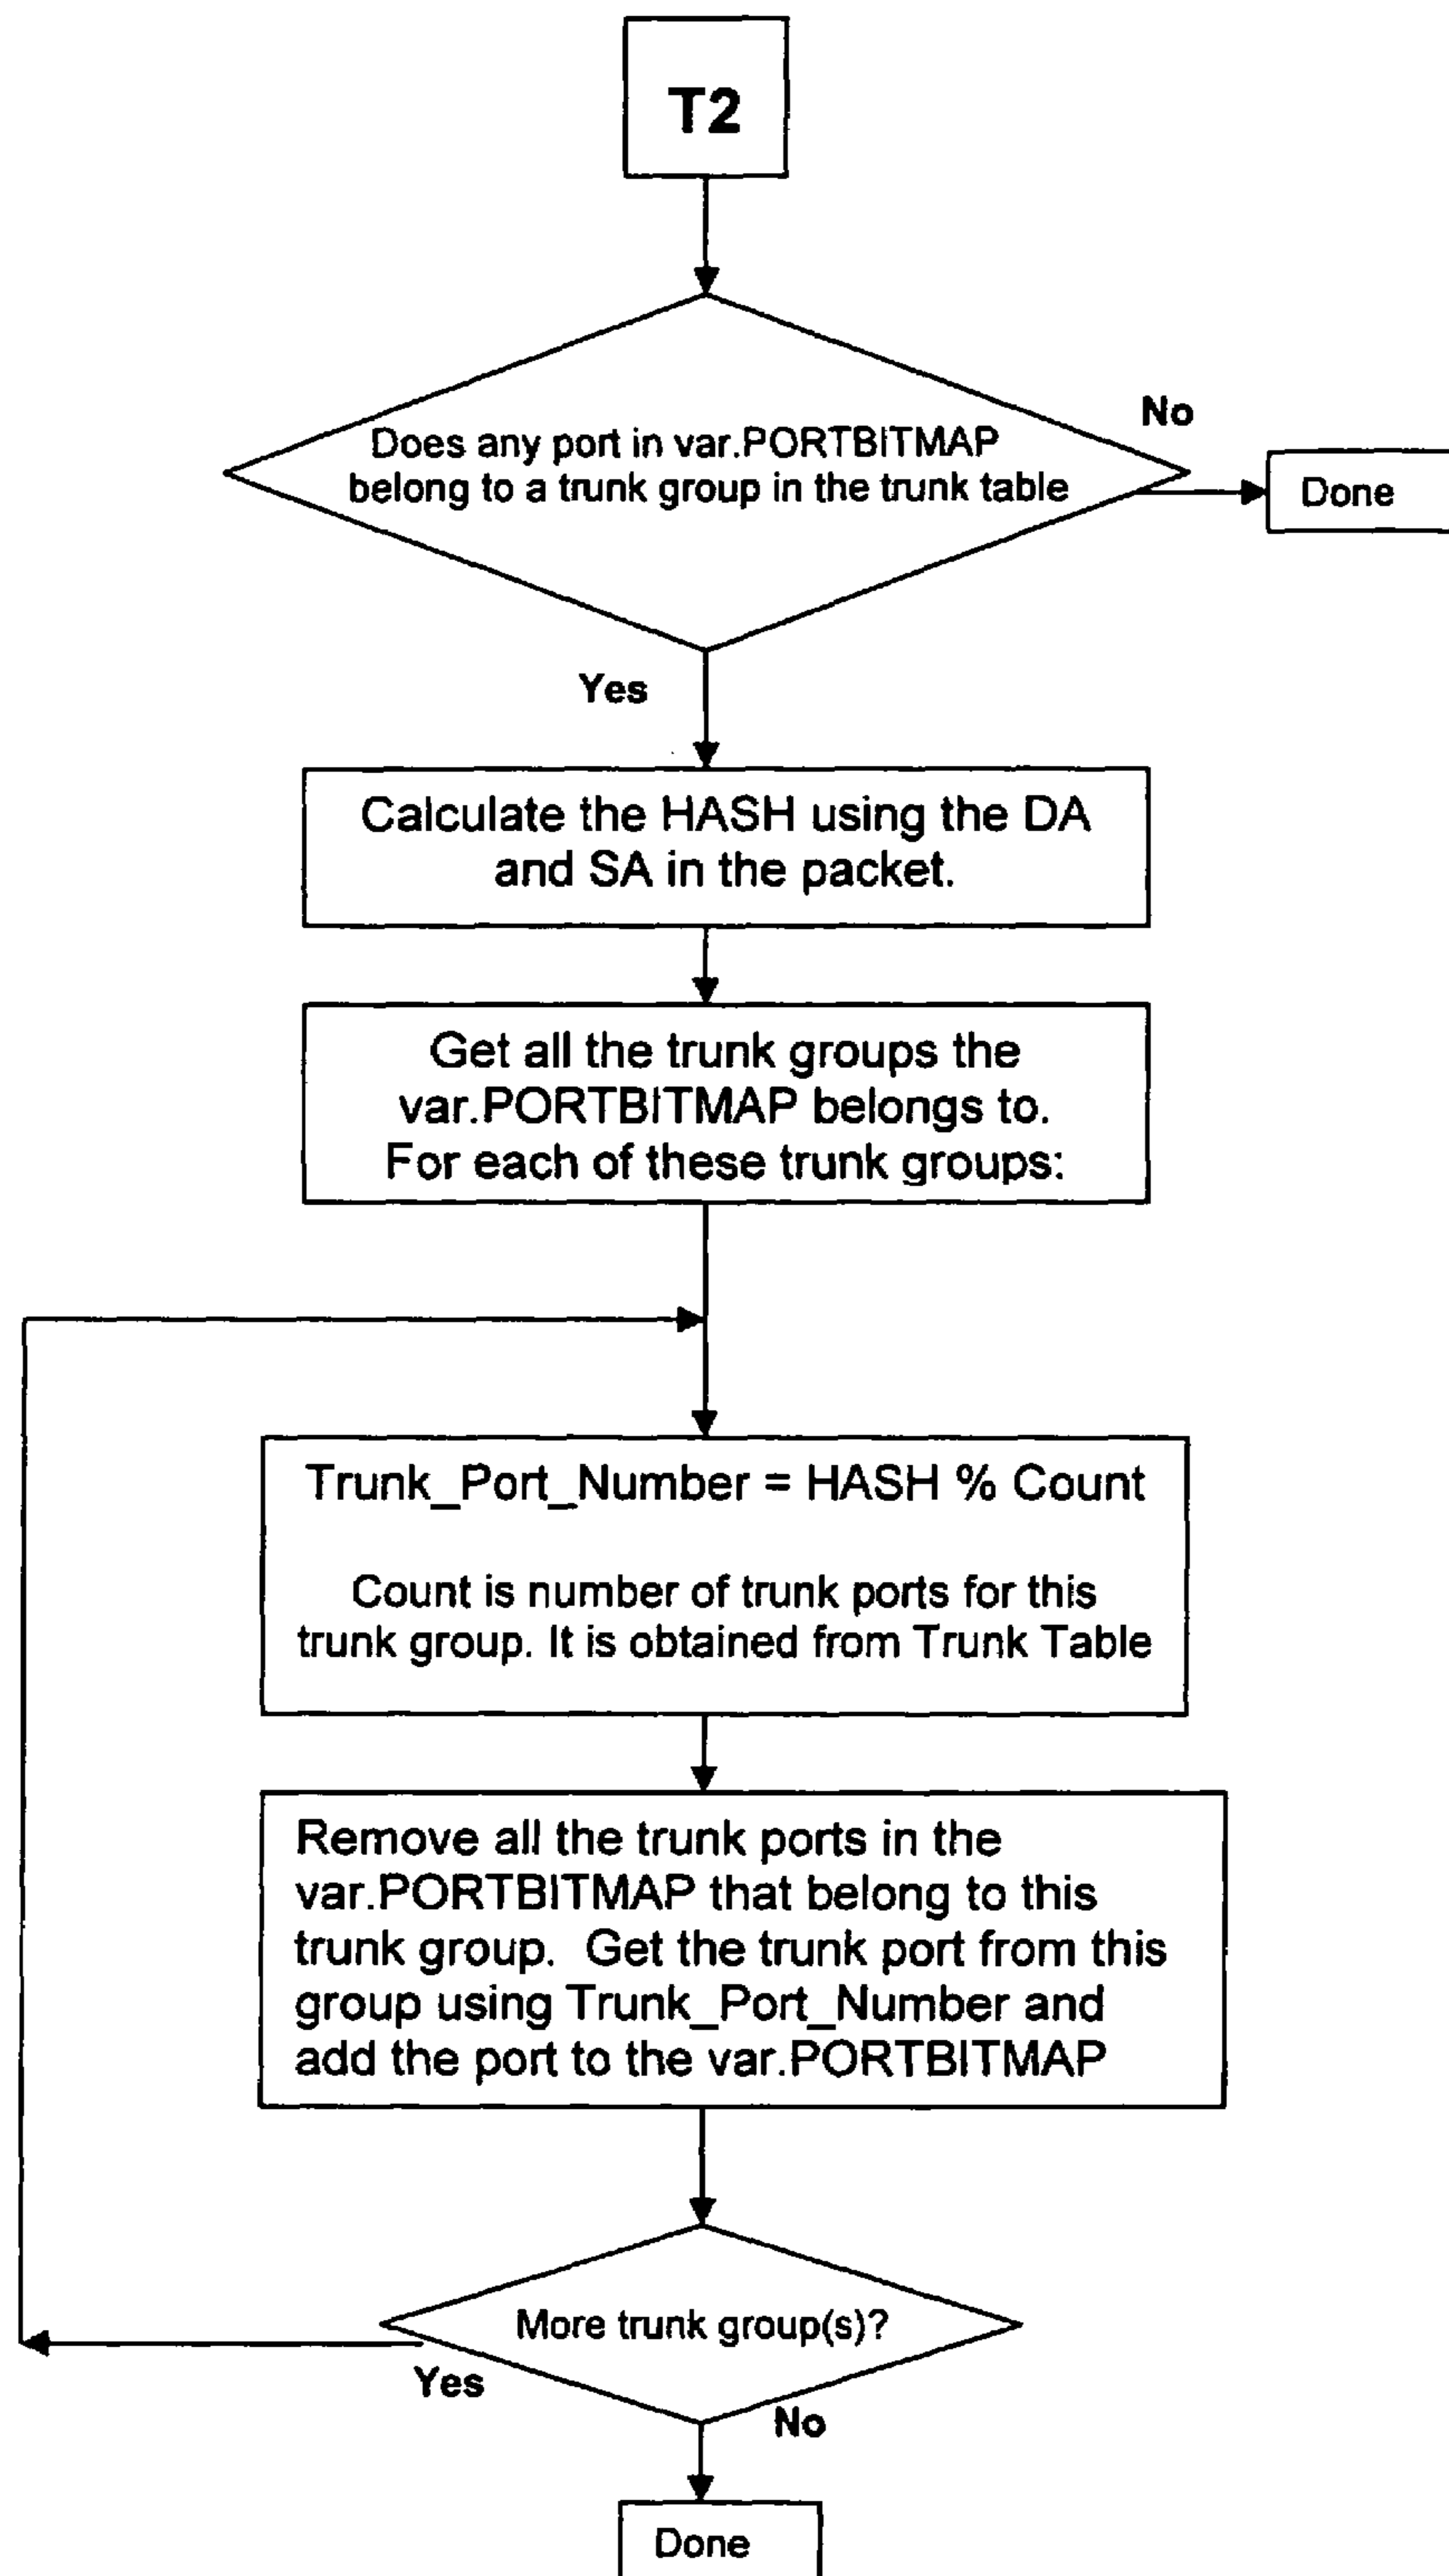 T2
Does any port in var.PORTBITMAP
belong to a trunk group in the trunk table
No
Done
Yes
Calculate the HASH using the DA
and SA in the packet.
Get all the trunk groups the
var.PORTBITMAP belongs to.
For each of these trunk groups:
Trunk_Port_Number = HASH % Count
Count is number of trunk ports for this
trunk group. It is obtained from Trunk Table
Remove all the trunk ports in the
var.PORTBITMAP that belong to this
trunk group.  Get the trunk port from this
group using Trunk_Port_Number and
add the port to the var.PORTBITMAP
More trunk group(s)?
Yes
No
Done